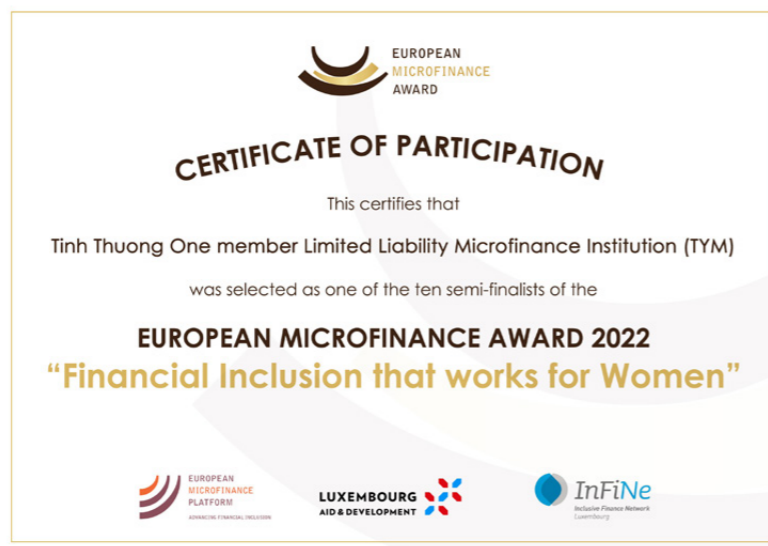 EUROPEAN
MICROFINANCE
AWARD
CERTIFICATE OF PARTICIPATION
This certifies that
Tinh Thuong One member Limited Liability Microfinance Institution (TYM)
was selected as one of the ten semi-finalists of the
EUROPEAN MICROFINANCE AWARD 2022
“Financial Inclusion that works for Women”
EUROPEAN
MICROFINANCE
PLATFORM
ADVANCING FINANCIAL INCLUSION
LUXEMBOURG
AID & DEVELOPMENT
InFiNe
Inclusive Finance Network
Luxembourg